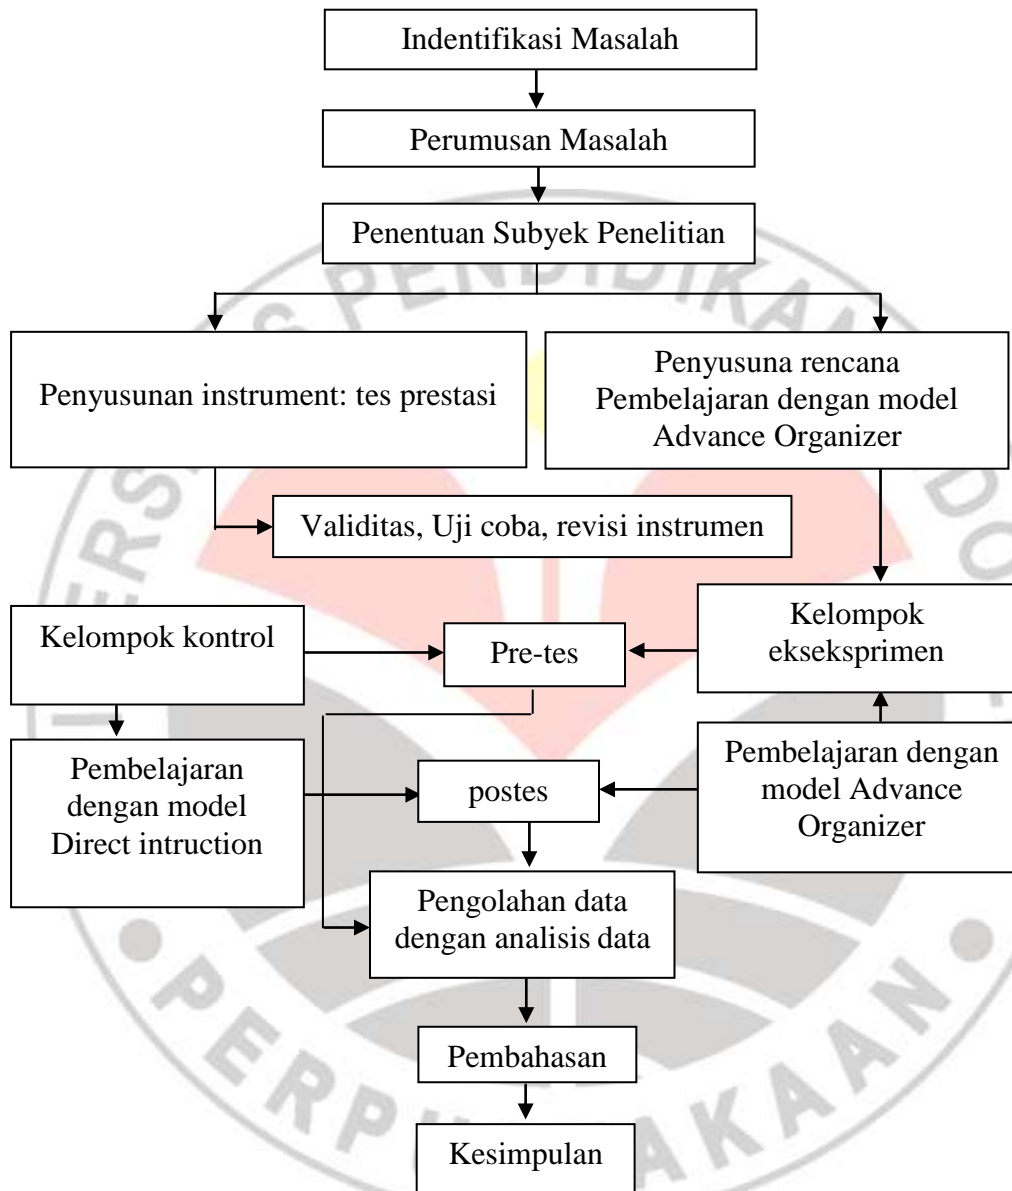 Indentifikasi Masalah
Perumusan Masalah
Penentuan Subyek Penelitian
Penyusunan instrument: tes prestasi
Penyusuna rencana
Pembelajaran dengan model
Advance Organizer
Validitas, Uji coba, revisi instrumen
Kelompok kontrol
Pre-tes
Kelompok
ekseksprimen
Pembelajaran
dengan model
Direct intruction
postes
Pembelajaran dengan
model Advance
Organizer
Pengolahan data
dengan analisis data
Pembahasan
Kesimpulan
PENDIDIKAN